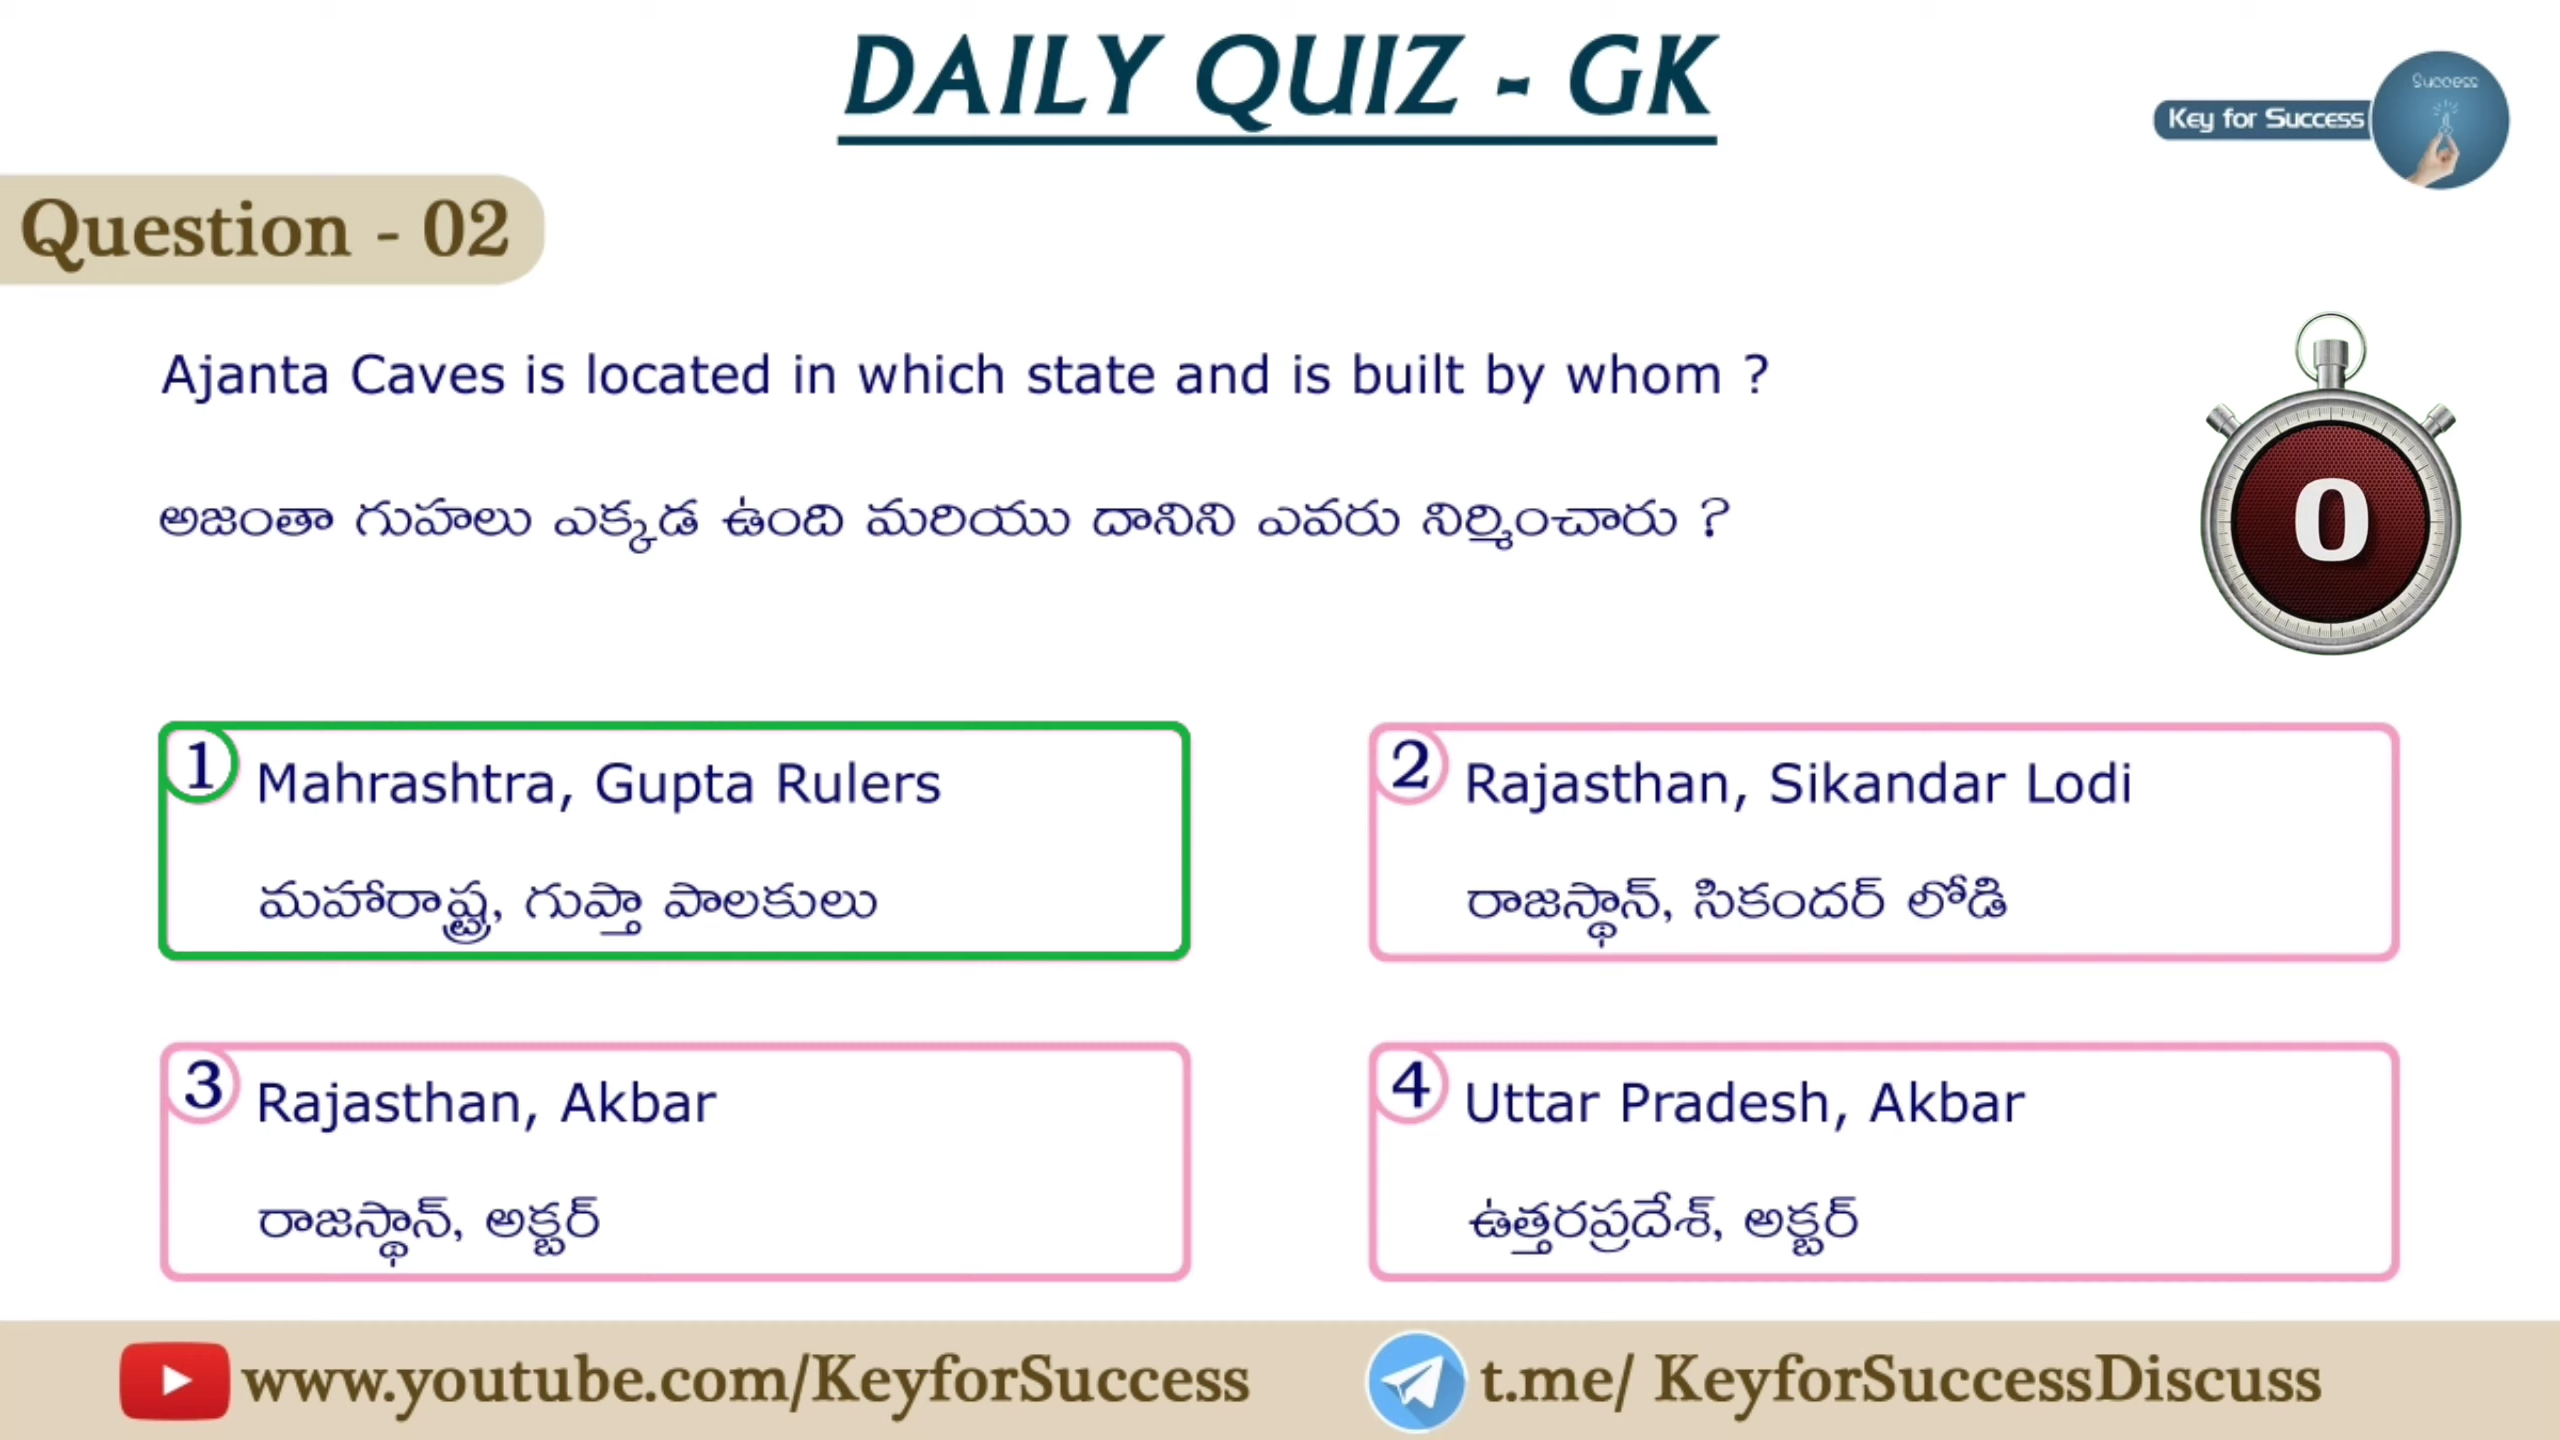 DAILY QUIZ - GK
Success
Key for Success
Question - 02
Ajanta Caves is located in which state and is built by whom ?
అజంతా గుహలు ఎక్కడ ఉంది మరియు దానిని ఎవరు నిర్మించారు ?
0
1 Mahrashtra, Gupta Rulers
మహారాష్ట్ర, గుప్తా పాలకులు
2 Rajasthan, Sikandar Lodi
రాజస్థాన్, సికందర్ లోడి
3 Rajasthan, Akbar
రాజస్థాన్, అక్బర్
4 Uttar Pradesh, Akbar
ఉత్తరప్రదేశ్, అక్బర్
www.youtube.com/KeyforSuccess
t.me/ KeyforSuccessDiscuss